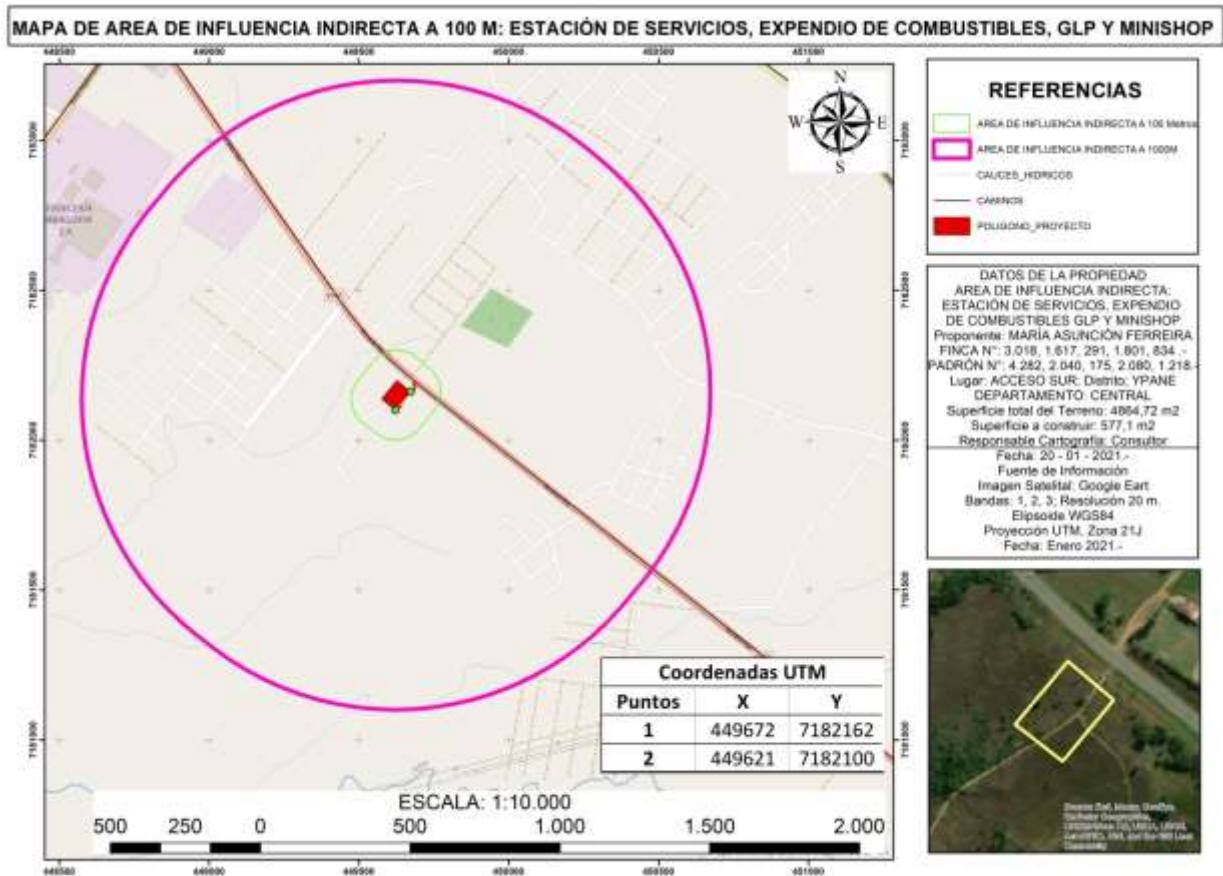 MAPA DE AREA DE INFLUENCIA INDIRECTA A 100 M: ESTACIÓN DE SERVICIOS, EXPENDIO DE COMBUSTIBLES, GLP Y MINISHOP
N
W E
S
REFERENCIAS
AREA DE INFLUENCIA INDIRECTA A 100 Metros
AREA DE INFLUENCIA INDIRECTA A 1000M
CAUCES_HIDRICOS
CAMINOS
POLIGONO_PROYECTO
DATOS DE LA PROPIEDAD
AREA DE INFLUENCIA INDIRECTA:
ESTACIÓN DE SERVICIOS, EXPENDIO
DE COMBUSTIBLES GLP Y MINISHOP
Proponente: MARÍA ASUNCIÓN FERREIRA
FINCA N°: 3.018, 1.617, 291, 1.801, 834 .-
PADRÓN N°: 4.282, 2.040, 175, 2.080, 1.218.-
Lugar: ACCESO SUR; Distrito: YPANE
DEPARTAMENTO: CENTRAL
Superficie total del Terreno: 4864,72 m2
Superficie a construir: 577,1 m2
Responsable Cartografía: Consultor
Fecha: 20 - 01 - 2021.-
Fuente de Información
Imagen Satelital: Google Eart
Bandas: 1, 2, 3; Resolución 20 m.
Elipsoide WGS84
Proyección UTM, Zona 21J
Fecha: Enero 2021.-
Coordenadas UTM
Puntos X Y
1 449672 7182162
2 449621 7182100
ESCALA: 1:10.000
500 250 0 500 1.000 1.500 2.000